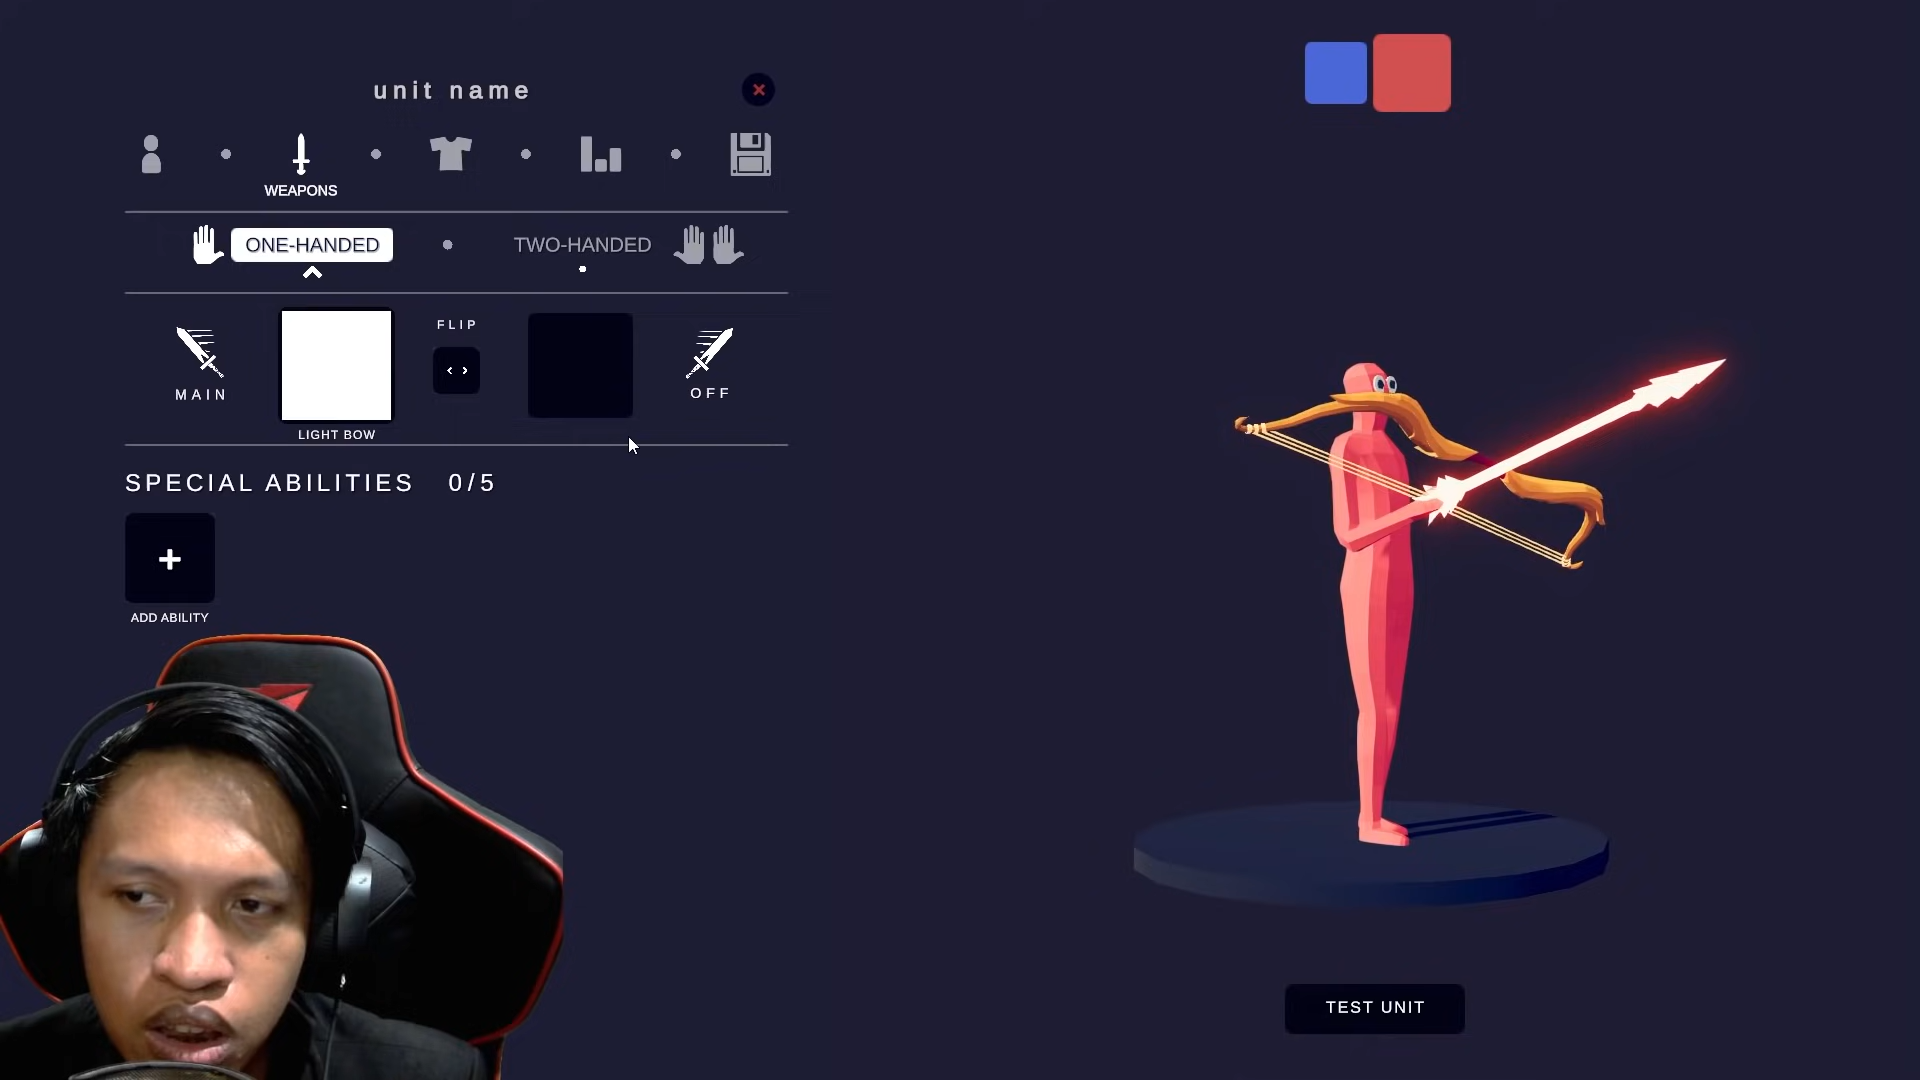 unit name
WEAPONS
ONE-HANDED
TWO-HANDED
FLIP
MAIN
OFF
LIGHT BOW
SPECIAL ABILITIES 0/5
ADD ABILITY
TEST UNIT